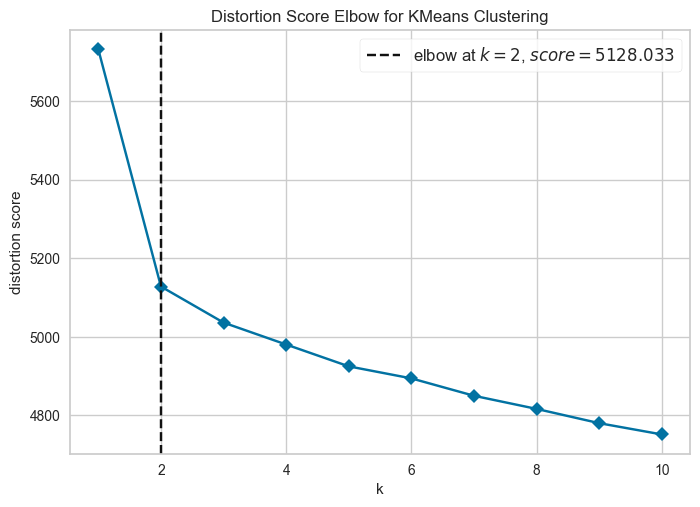 Distortion Score Elbow for KMeans Clustering
elbow at k = 2, score = 5128.033
distortion score
5600
5400
5200
5000
4800
2 4 6 8 10
k